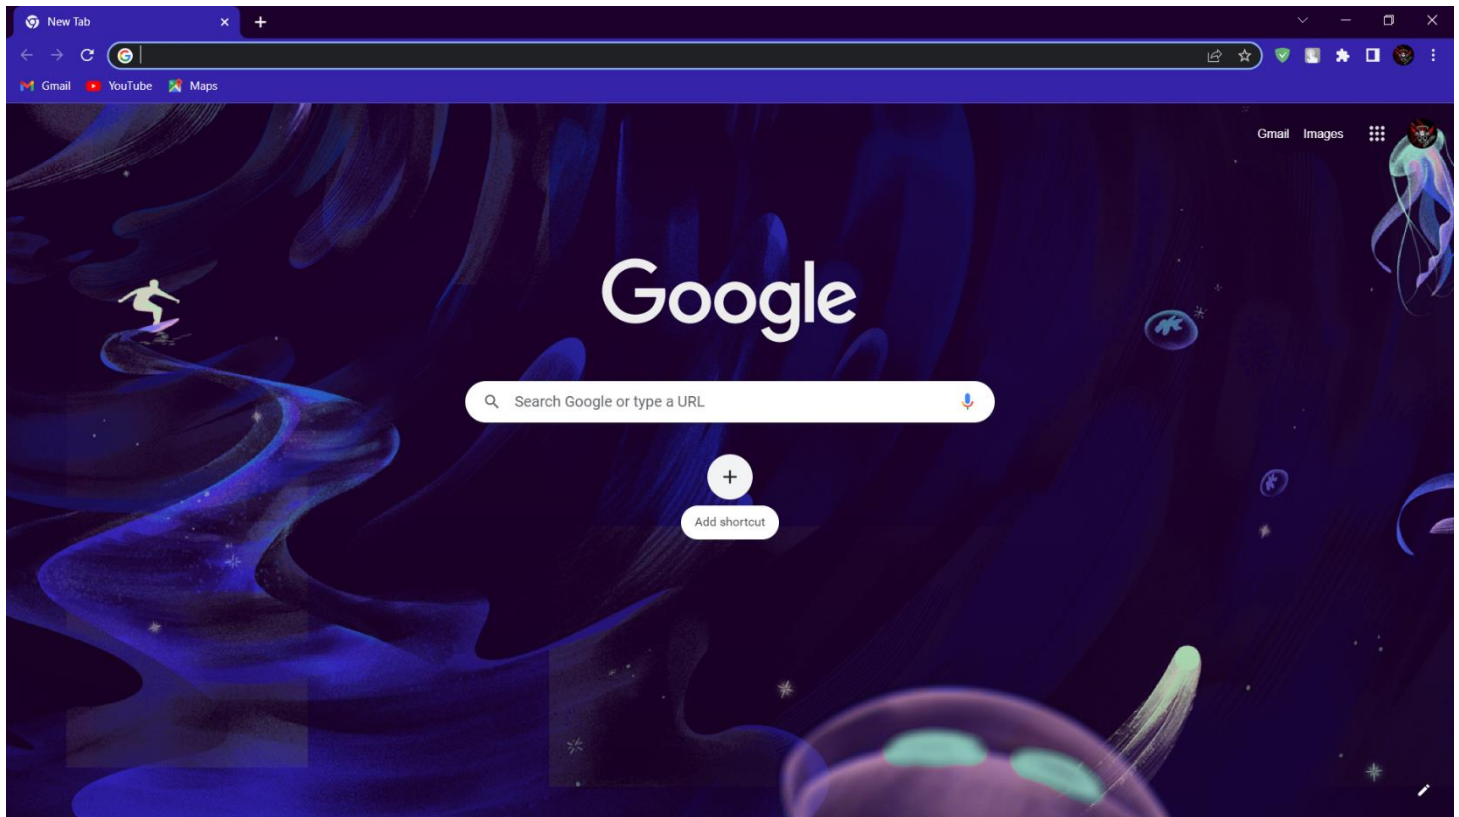 New Tab
Gmail YouTube Maps
Gmail Images
Google
Search Google or type a URL
Add shortcut